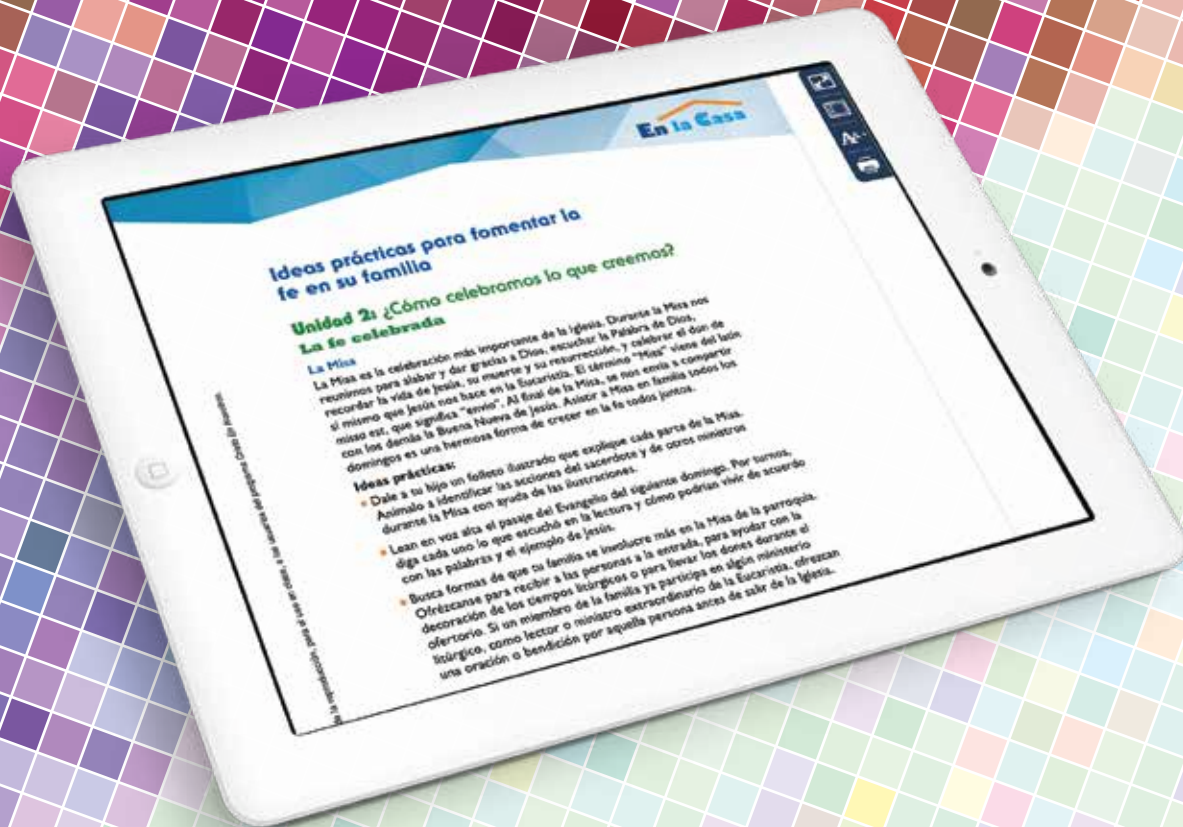 En la Casa
Ideas prácticas para fomentar la
fe en su familia
Unidad 2: ¿Cómo celebramos lo que creemos?
La fe celebrada
La Misa
La Misa es la celebración más importante de la Iglesia. Durante la Misa nos
reunimos para alabar y dar gracias a Dios, escuchar la Palabra de Dios,
recordar la vida de Jesús, su muerte y su resurrección, y celebrar el don de
sí mismo que Jesús nos hace en la Eucaristía. El término "Misa" viene del latín
misso est, que significa "envío". Al final de la Misa, se nos envía a compartir
con los demás la Buena Nueva de Jesús. Asistir a Misa en familia todos los
domingos es una hermosa forma de crecer en la fe todos juntos.
Ideas prácticas:
• Dale a su hijo un folleto ilustrado que explique cada parte de la Misa.
Anímalo a identificar las acciones del sacerdote y de otros ministros
durante la Misa con ayuda de las ilustraciones.
• Lean en voz alta el pasaje del Evangelio del siguiente domingo. Por turnos,
diga cada uno lo que escuchó en la lectura y cómo podrían vivir de acuerdo
con las palabras y el ejemplo de Jesús.
• Busca formas de que tu familia se involucre más en la Misa de la parroquia.
Ofrézcanse para recibir a las personas a la entrada, para ayudar con la
decoración de los tiempos litúrgicos o para llevar los dones durante el
ofertorio. Si un miembro de la familia ya participa en algún ministerio
litúrgico, como lector o ministro extraordinario de la Eucaristía, ofrezcan
una oración o bendición por aquella persona antes de salir de la Iglesia.